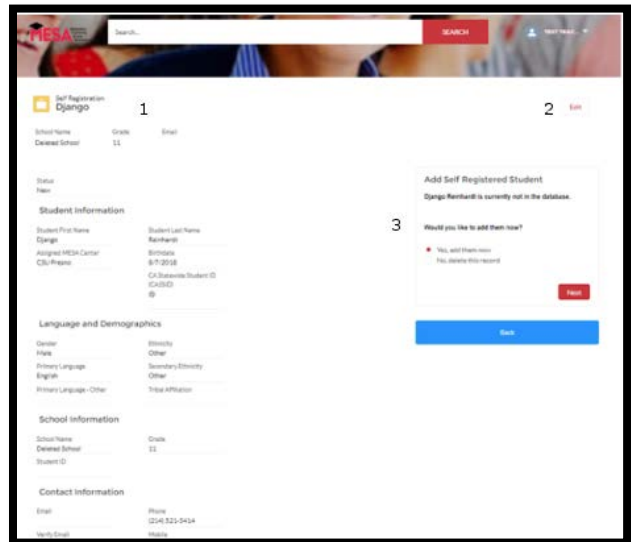 MESA
Search...
SEARCH
Self Registration
Django
1
2
Edit
School Name Grade Email
Deleted School 11
Status
New
Student Information
Student First Name Student Last Name
Django Reinhardt
Assigned MESA Center Birthdate
CSU Fresno 8/7/2018
CA Statewide Student ID
(CASSID)
Add Self Registered Student
Django Reinhardt is currently not in the database.
3
Would you like to add them now?
Yes, add them now
No, delete this record
Next
Back
Language and Demographics
Gender Ethnicity
Male Other
Primary Language Secondary Ethnicity
English Other
Primary Language - Other Tribal Affiliation
School Information
School Name Grade
Deleted School 11
Student ID
Contact Information
Email Phone
(214) 321-3414
Verify Email Mobile